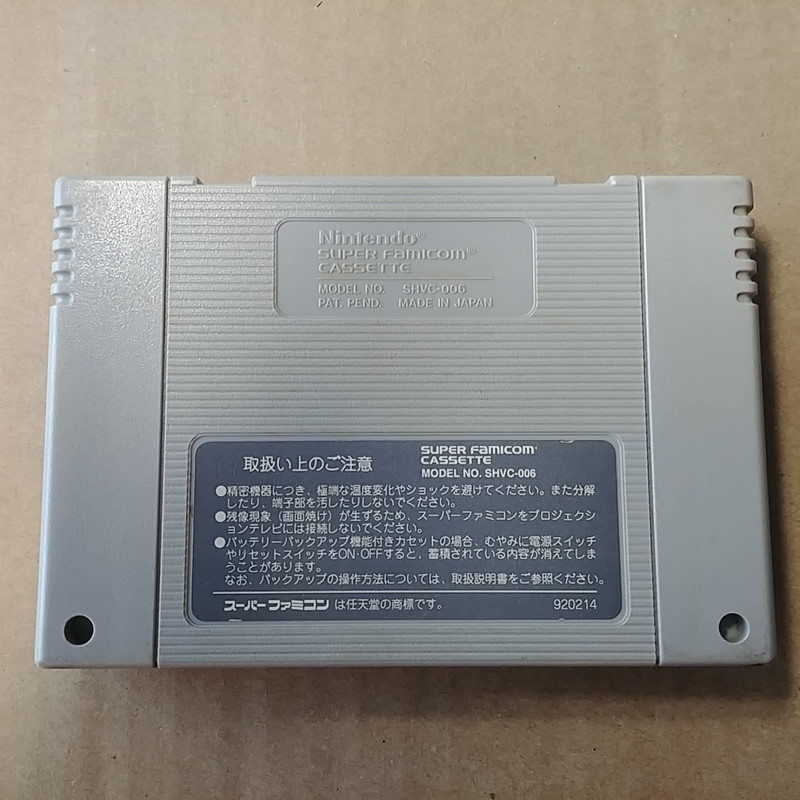 Nintendo®
SUPER FAMICOM®
CASSETTE
MODEL NO. SHVC-006
PAT. PEND. MADE IN JAPAN
取扱い上のご注意
SUPER FAMICOM®
CASSETTE
MODEL NO. SHVC-006
●精密機器につき、極端な温度変化やショックを避けてください。また分解
したり、端子部を汚したりしないでください。
●残像現象（画面焼け）が生ずるため、スーパーファミコンをプロジェクシ
ョンテレビには接続しないでください。
●バッテリーバックアップ機能付きカセットの場合、むやみに電源スイッチ
やリセットスイッチをON・OFFすると、蓄積されている内容が消えてしま
うことがあります。
なお、バックアップの操作方法については、取扱説明書をご参照ください。
スーパーファミコン は任天堂の商標です。 920214